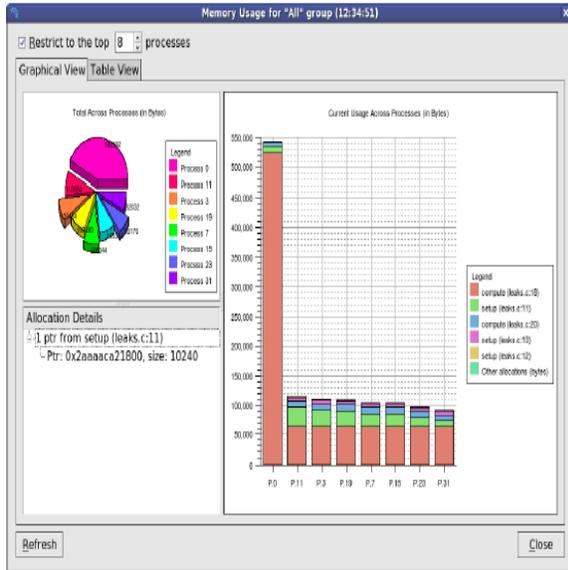 Memory Usage for "All" group (12:34:51)
Restrict to the top 8 processes
Graphical View Table View
Total Across Processes (in Bytes)
Legend
Process 0
Process 11
Process 3
Process 19
Process 7
Process 15
Process 23
Process 31
Allocation Details
1 ptr from setup (leaks.c:11)
Ptr: 0x2aaaaca21800, size: 10240
Current Usage Across Processes (in Bytes)
550,000
500,000
450,000
400,000
350,000
300,000
250,000
200,000
150,000
100,000
50,000
0
P.0 P.11 P.3 P.19 P.7 P.15 P.23 P.31
Legend
compute (leaks.c:18)
setup (leaks.c:11)
compute (leaks.c:20)
setup (leaks.c:13)
setup (leaks.c:12)
Other allocations (bytes)
Refresh
Close